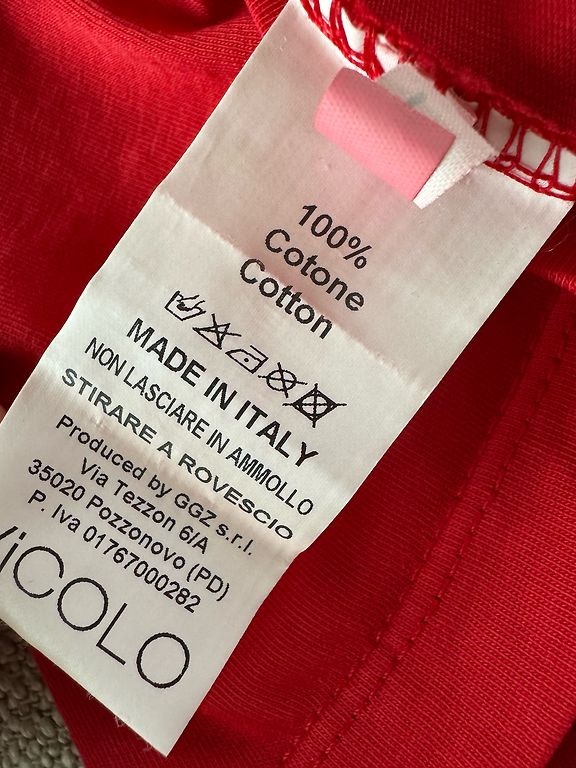 100%
Cotone
Cotton
MADE IN ITALY
NON LASCIARE IN AMMOLLO
STIRARE A ROVESCIO
Produced by GGZ s.r.l.
Via Tezzon 6/A
35020 Pozzonovo (PD)
P. Iva 01767000282
ViCOLO